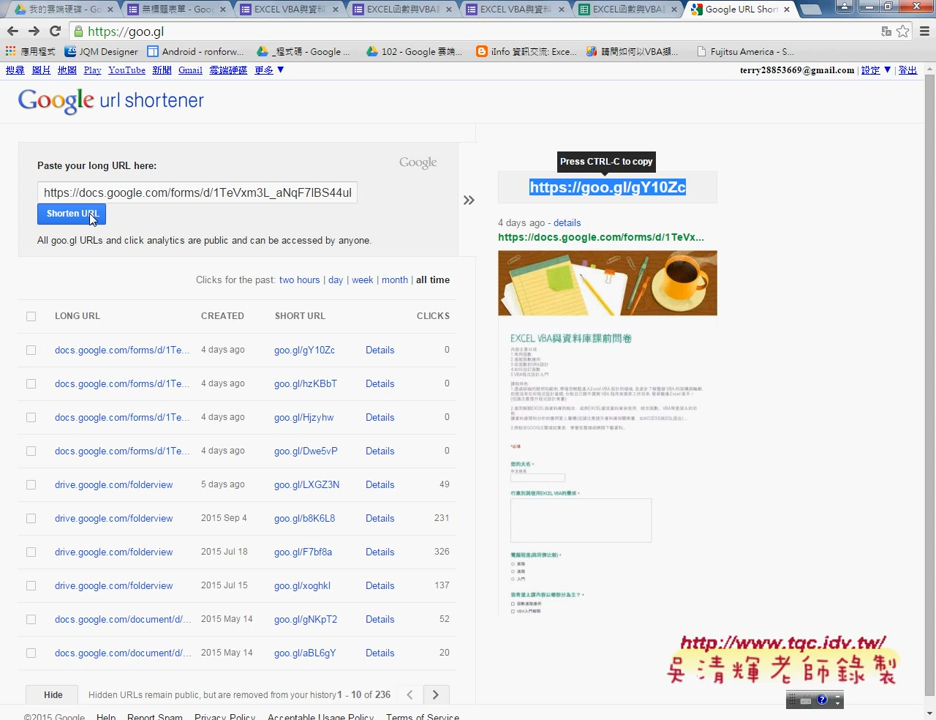 我的雲端硬碟 - G
無標題表單 - Goog
EXCEL VBA與資料
EXCEL函數與VBA
EXCEL VBA與資料
EXCEL函數與VBA
Google URL Shorten
https://goo.gl
應用程式
JQM Designer
Android - ronforw...
_程式碼 - Google ...
102 - Google 雲端...
iInfo 資訊交流: Exce...
請問如何以VBA擷...
Fujitsu America - S...
搜尋 圖片 地圖 Play YouTube 新聞 Gmail 雲端硬碟 更多 ▼
terry28853669@gmail.com | 設定 ▼ | 登出
Google url shortener
Paste your long URL here:
Google
https://docs.google.com/forms/d/1TeVxm3L_aNqF7IBS44ul
Shorten URL
All goo.gl URLs and click analytics are public and can be accessed by anyone.
»
Press CTRL-C to copy
https://goo.gl/gY10Zc
4 days ago - details
https://docs.google.com/forms/d/1TeVx...
Clicks for the past: two hours | day | week | month | all time
LONG URL CREATED SHORT URL CLICKS
docs.google.com/forms/d/1Te... 4 days ago goo.gl/gY10Zc Details 0
docs.google.com/forms/d/1Te... 4 days ago goo.gl/hzKBbT Details 0
docs.google.com/forms/d/1Te... 4 days ago goo.gl/Hjzyhw Details 0
docs.google.com/forms/d/1Te... 4 days ago goo.gl/Dwe5vP Details 0
drive.google.com/folderview 5 days ago goo.gl/LXGZ3N Details 49
drive.google.com/folderview 2015 Sep 4 goo.gl/b8K6L8 Details 231
drive.google.com/folderview 2015 Jul 18 goo.gl/F7bf8a Details 326
drive.google.com/folderview 2015 Jul 15 goo.gl/xoghkl Details 137
docs.google.com/document/d/... 2015 May 14 goo.gl/gNKpT2 Details 52
docs.google.com/document/d/... 2015 May 14 goo.gl/aBL6gY Details 20
EXCEL VBA與資料庫課前問卷
*必填
您的大名 *
Hide
Hidden URLs remain public, but are removed from your history
1 - 10 of 236
http://www.tqc.idv.tw/
吳清輝老師錄製
©2015 Google Help Report Spam Privacy Policy Acceptable Usage Policy Terms of Service